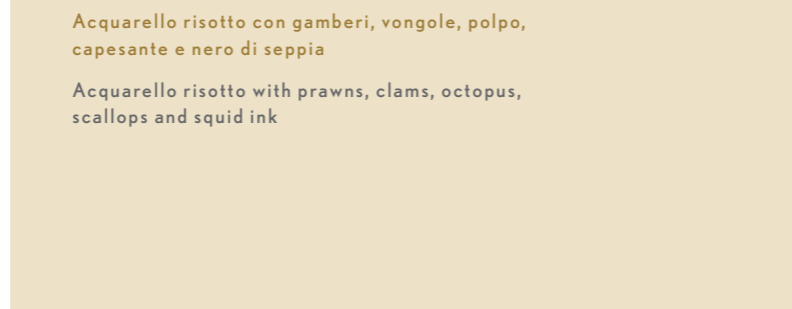 Acquarello risotto con gamberi, vongole, polpo,
capesante e nero di seppia
Acquarello risotto with prawns, clams, octopus,
scallops and squid ink